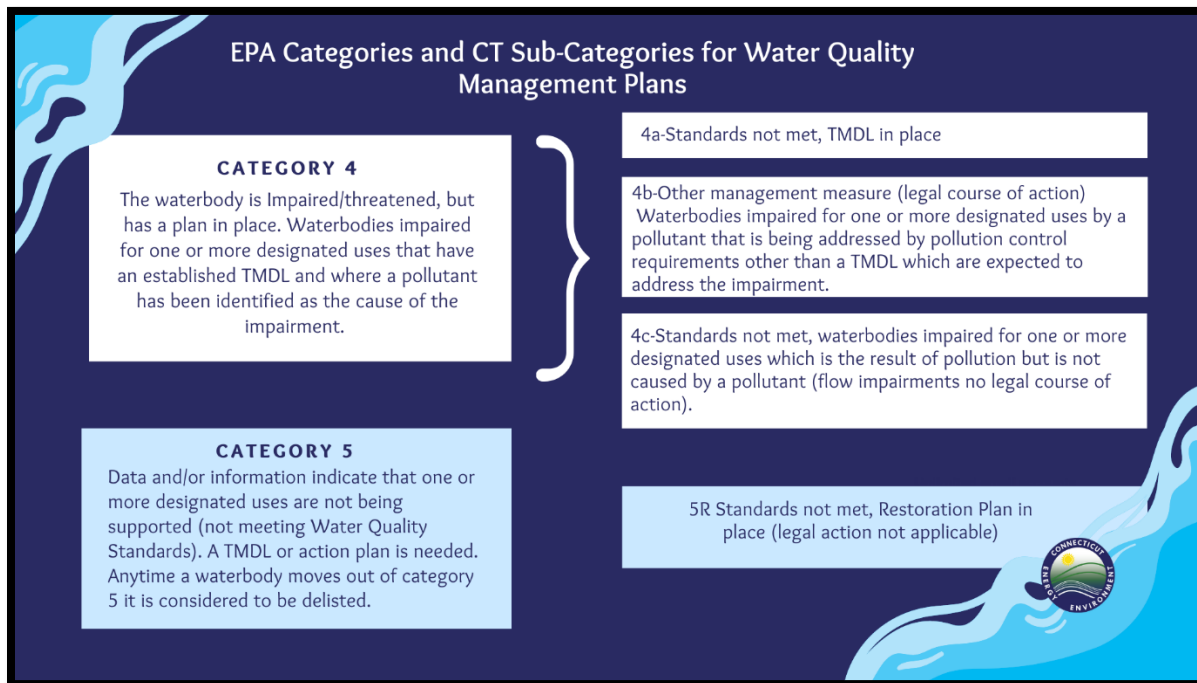 EPA Categories and CT Sub-Categories for Water Quality
Management Plans
CATEGORY 4
The waterbody is Impaired/threatened, but
has a plan in place. Waterbodies impaired
for one or more designated uses that have
an established TMDL and where a pollutant
has been identified as the cause of the
impairment.
4a-Standards not met, TMDL in place
4b-Other management measure (legal course of action)
Waterbodies impaired for one or more designated uses by a
pollutant that is being addressed by pollution control
requirements other than a TMDL which are expected to
address the impairment.
4c-Standards not met, waterbodies impaired for one or more
designated uses which is the result of pollution but is not
caused by a pollutant (flow impairments no legal course of
action).
CATEGORY 5
Data and/or information indicate that one or
more designated uses are not being
supported (not meeting Water Quality
Standards). A TMDL or action plan is needed.
Anytime a waterbody moves out of category
5 it is considered to be delisted.
5R Standards not met, Restoration Plan in
place (legal action not applicable)
CONNECTICUT
ENERGY
ENVIRONMENT